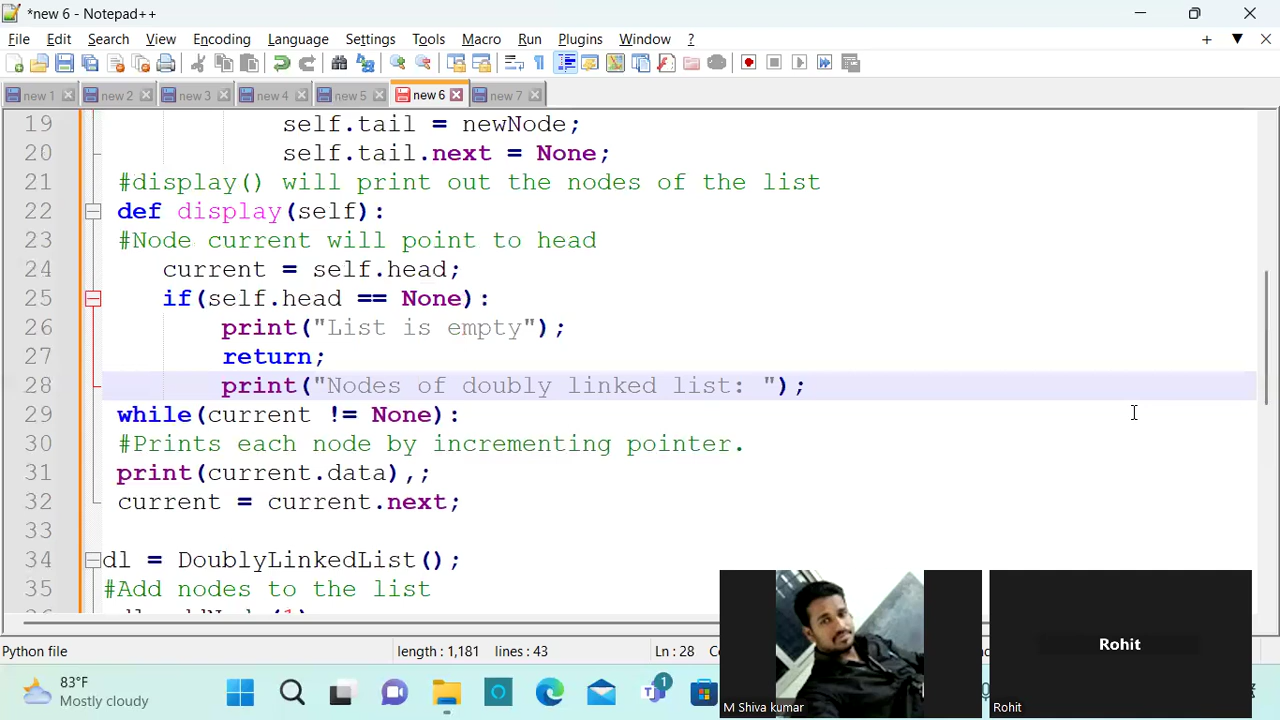 *new 6 - Notepad++
File Edit Search View Encoding Language Settings Tools Macro Run Plugins Window ?
new 1 new 2 new 3 new 4 new 5 new 6 new 7
19 self.tail = newNode;
20 self.tail.next = None;
21 #display() will print out the nodes of the list
22 def display(self):
23 #Node current will point to head
24 current = self.head;
25 if(self.head == None):
26 print("List is empty");
27 return;
28 print("Nodes of doubly linked list: ");
29 while(current != None):
30 #Prints each node by incrementing pointer.
31 print(current.data),;
32 current = current.next;
33
34 dl = DoublyLinkedList();
35 #Add nodes to the list
Python file length : 1,181 lines : 43 Ln : 28
Rohit
83°F
Mostly cloudy
1
M Shiva kumar
Rohit